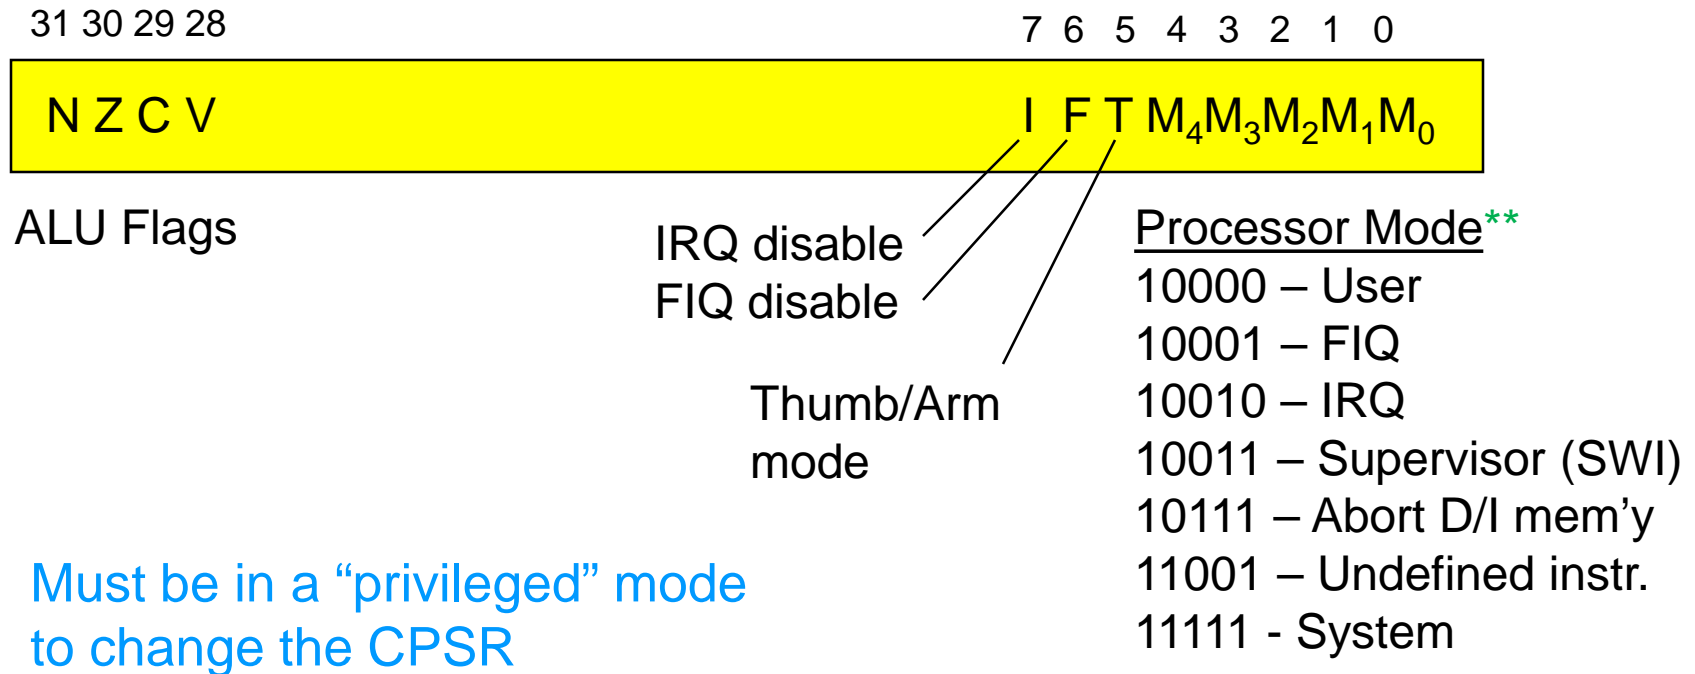 31 30 29 28 7 6 5 4 3 2 1 0
N Z C V I F T M₄M₃M₂M₁M₀
ALU Flags
IRQ disable
FIQ disable
Thumb/Arm
mode
Processor Mode**
10000 – User
10001 – FIQ
10010 – IRQ
10011 – Supervisor (SWI)
10111 – Abort D/I mem’y
11001 – Undefined instr.
11111 - System
Must be in a “privileged” mode
to change the CPSR